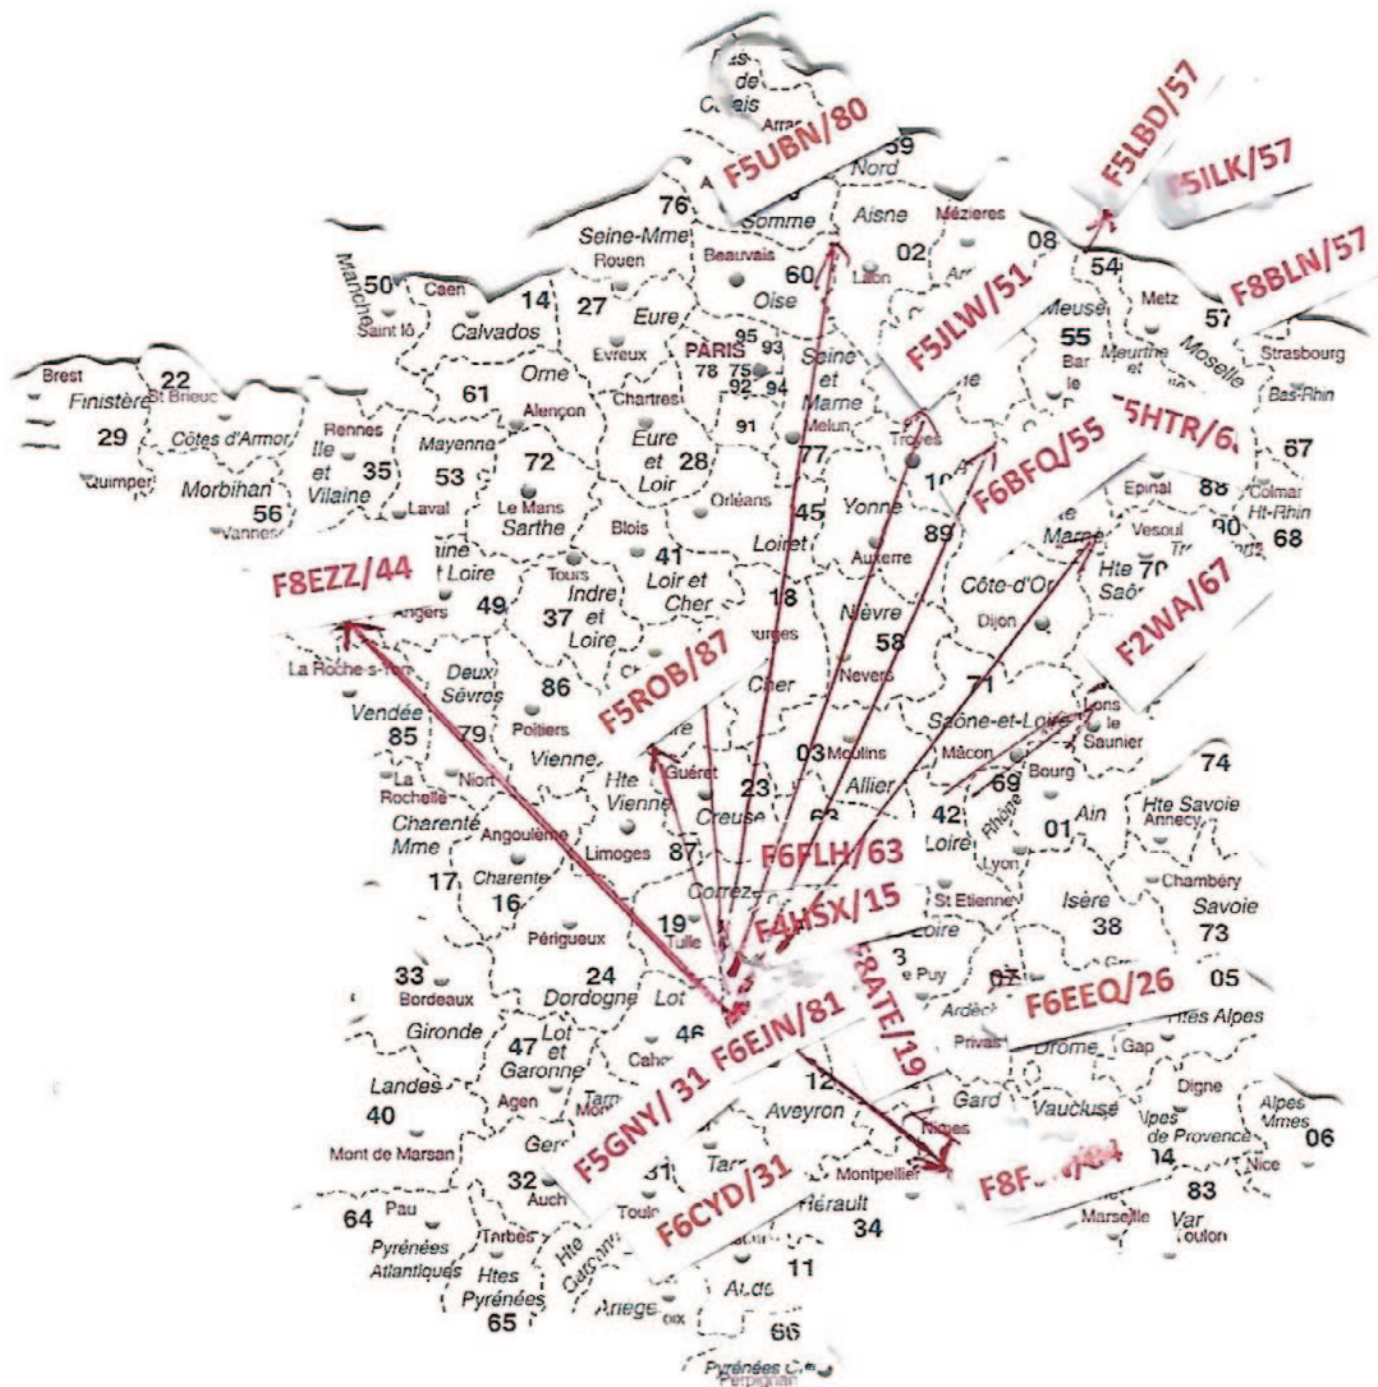 de
Calais
F5UBN/80
59
Nord
F5LBD/57
F8BLN/57
76
Somme
Aisne
Mézieres
Seine-Mme
Rouen
Beauvais
60
02
08
Laon
54
Manche
50
Caen
14
27
Oise
F5JLW/51
Meuse
Metz
57
Saint lô
Calvados
Eure
95
93
55
Moselle
Evreux
PARIS
Seine
et
Marne
Bar
le
Meurthe
et
Strasbourg
Brest
22
St Brieuc
61
Orne
78
75
92
94
Bas-Rhin
Finistère
Alençon
Chartres
91
Melun
Troyes
29
Côtes d'Armor
Rennes
Mayenne
72
Eure
et
Loir
28
77
10
F6BFQ/55
67
Ille
et
Vilaine
35
53
Quimper
Morbihan
56
Laval
Le Mans
Sarthe
Orléans
45
Yonne
Epinal
88
Colmar
Ht-Rhin
68
Vannes
Blois
41
Loiret
89
Auxerre
Marne
Vesoul
90
F8EZZ/44
Loire
Tours
Loir et
Cher
Côte-d'Or
Hte
70
Angers
49
37
Indre
et
Loire
18
Nièvre
58
Dijon
F2WA/67
La Roche s-Yon
Deux
Sèvres
86
F5ROB/87
Cher
Nevers
71
Vendée
85
79
Poitiers
Saône-et-Loire
Lons
le
Saunier
La
Rochelle
Niort
Vienne
Hte
Vienne
Guéret
03
Moulins
Mâcon
Bourg
74
23
Allier
69
Charente
Mme
Angoulème
Creuse
63
42
Loire
Rhône
01
Ain
Hte Savoie
Annecy
Limoges
87
F6FLH/63
Lyon
17
Charente
16
St Etienne
Chambéry
Isère
38
Savoie
73
19
Tulle
F4HSX/15
Loire
Périgueux
33
Bordeaux
24
Dordogne
Lot
e Puy
07
F6EEQ/26
05
Gironde
46
F8ATE/19
Htes Alpes
47
Lot
et
Garonne
F6EJN/81
Privas
Drôme
Gap
Landes
40
Agen
12
Aveyron
Gard
Vaucluse
Digne
Alpes
Mmes
06
Mont de Marsan
F5GNY/ 31
Nimes
de Provence
Nice
32
Auch
31
Montpellier
64
Pau
F6CYD/31
Hérault
34
83
Marseille
Var
Toulon
Pyrénées
Atlantiques
Tarbes
Htes
Pyrénées
65
Hte
11
Aude
Ariège
66
Pyrénées
Perpignan